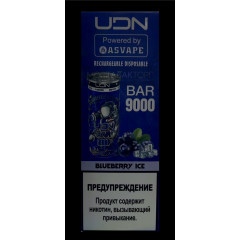 UDN
Powered by
ASVAPE
RECHARGEABLE DISPOSABLE
BAR
9000
BLUEBERRY ICE
ПРЕДУПРЕЖДЕНИЕ
Продукт содержит
никотин, вызывающий
привыкание.